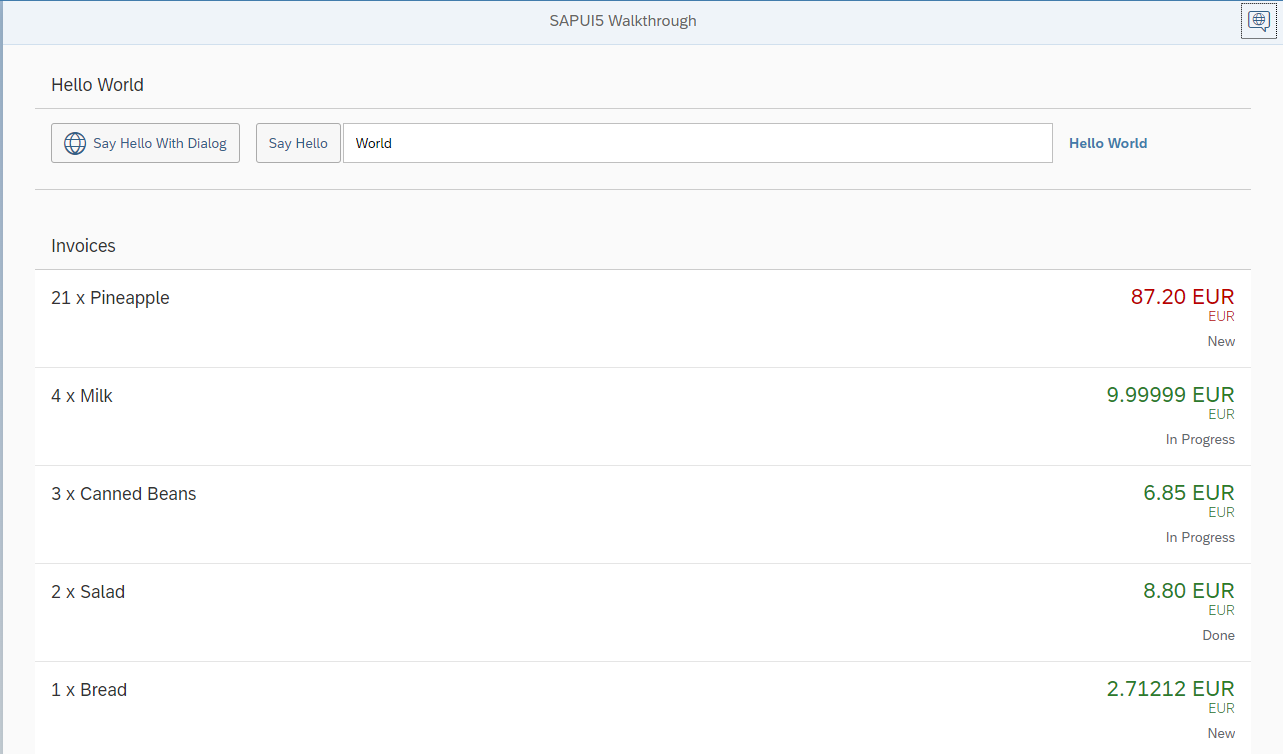 SAPUI5 Walkthrough
Hello World
Say Hello With Dialog Say Hello World Hello World
Invoices
21 x Pineapple 87.20 EUR
EUR
New
4 x Milk 9.99999 EUR
EUR
In Progress
3 x Canned Beans 6.85 EUR
EUR
In Progress
2 x Salad 8.80 EUR
EUR
Done
1 x Bread 2.71212 EUR
EUR
New